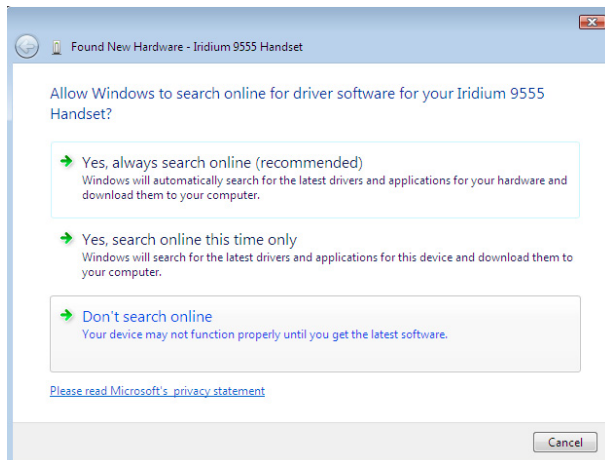 Found New Hardware - Iridium 9555 Handset
Allow Windows to search online for driver software for your Iridium 9555
Handset?
Yes, always search online (recommended)
Windows will automatically search for the latest drivers and applications for your hardware and
download them to your computer.
Yes, search online this time only
Windows will search for the latest drivers and applications for this device and download them to
your computer.
Don't search online
Your device may not function properly until you get the latest software.
Please read Microsoft's privacy statement
Cancel